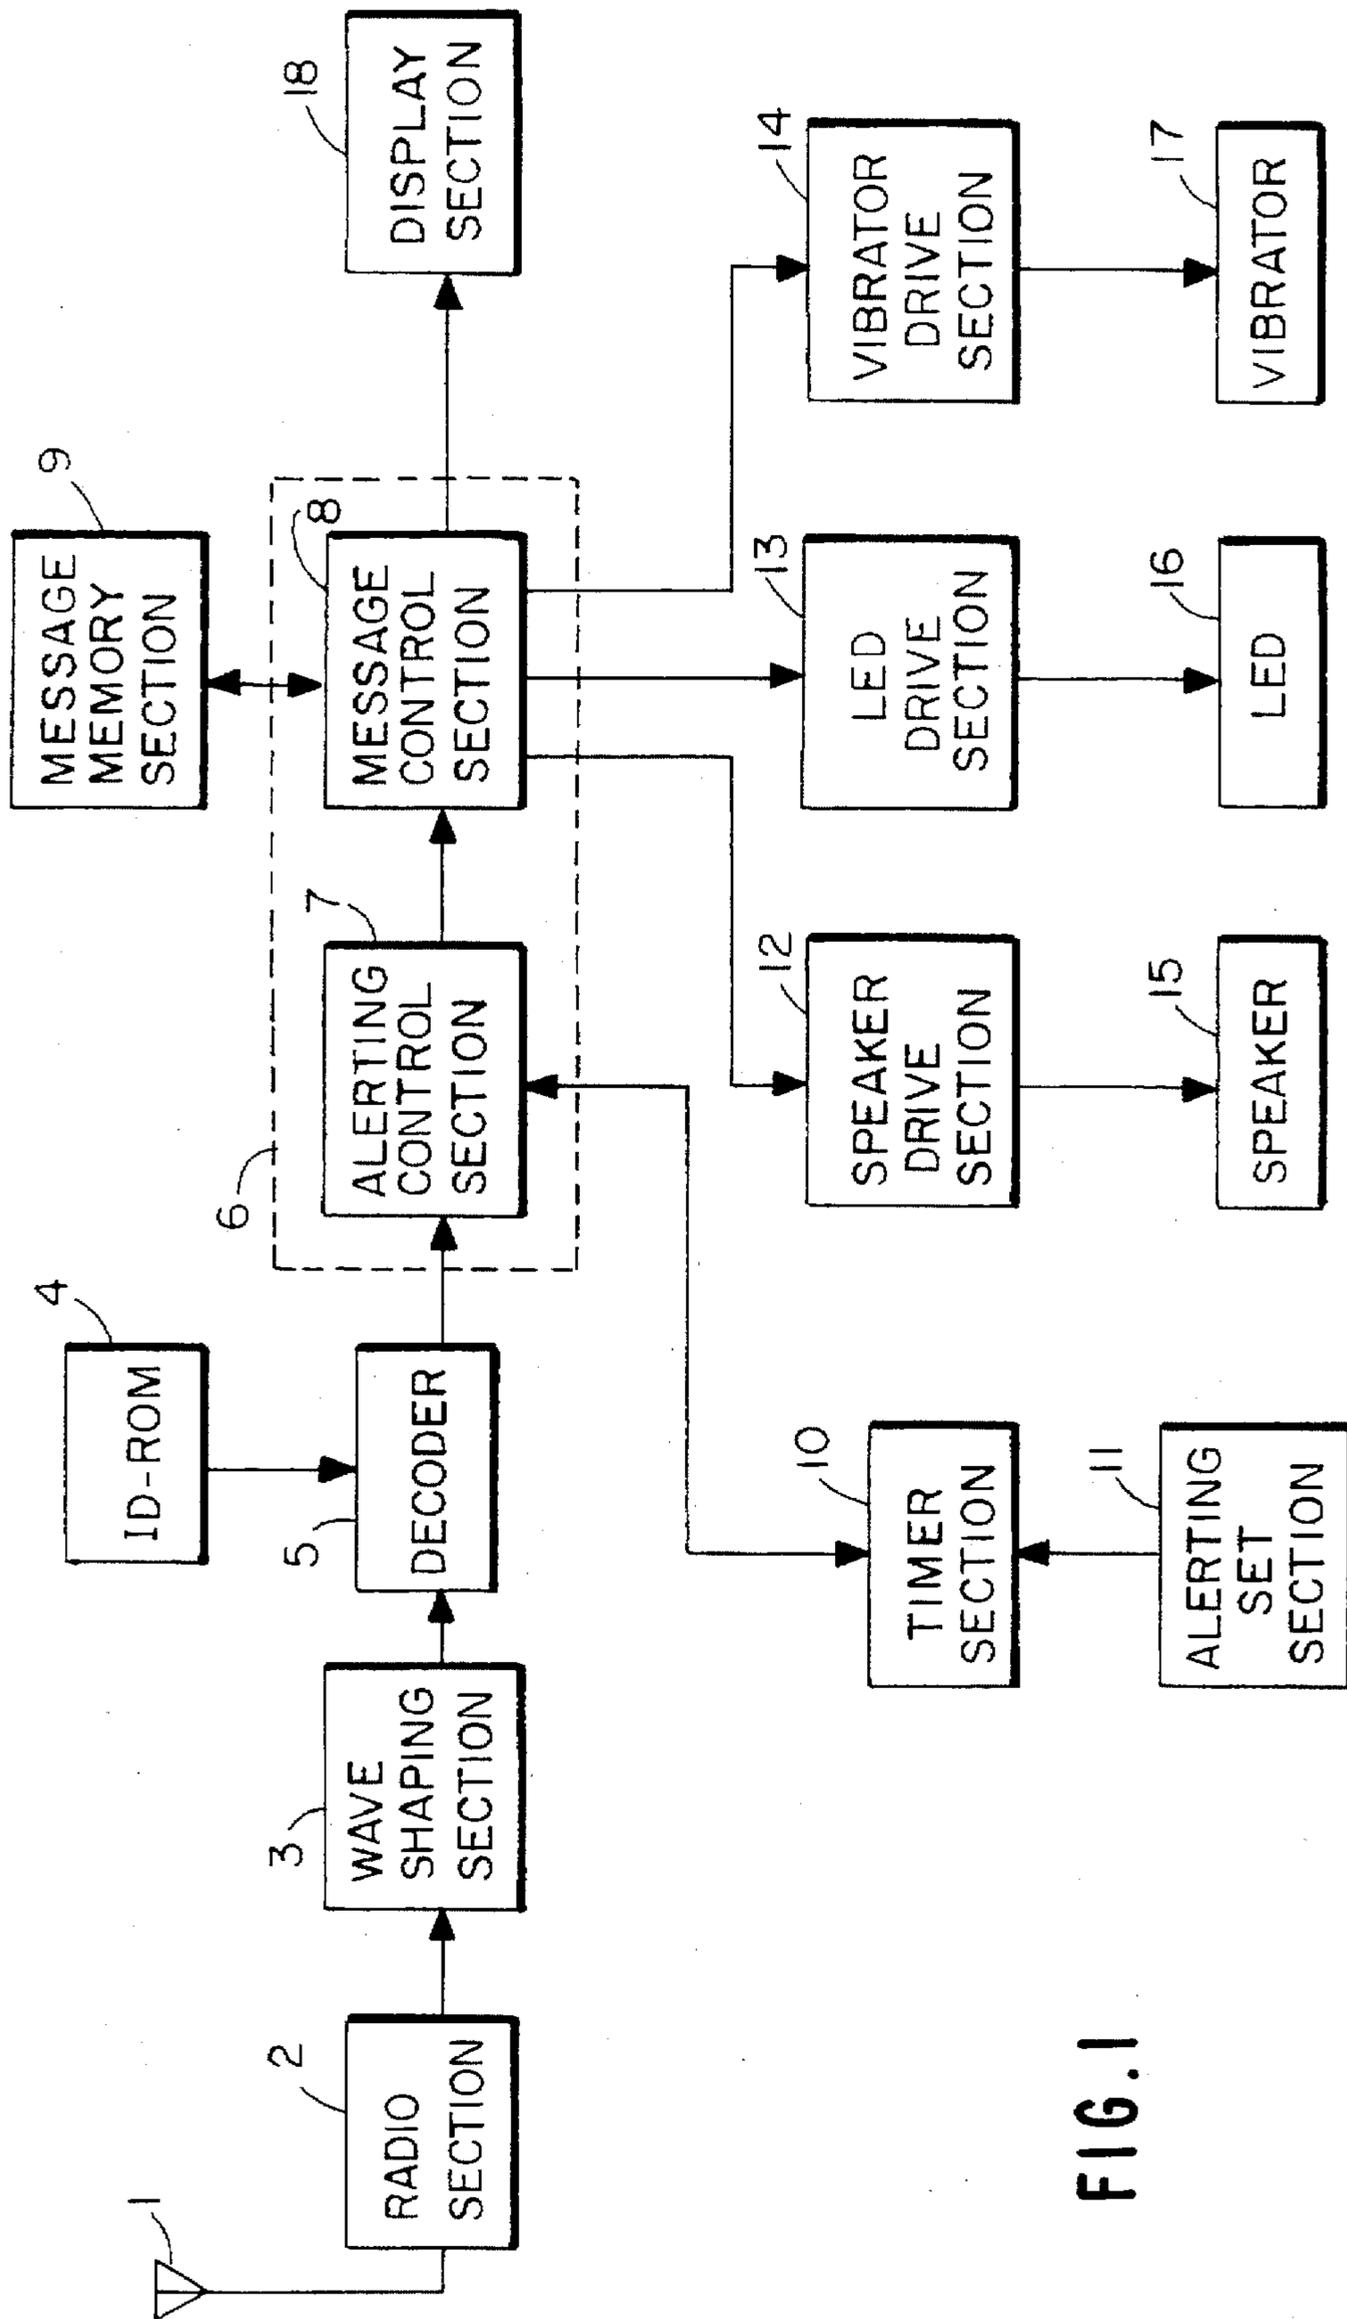 9
MESSAGE
MEMORY
SECTION
18
DISPLAY
SECTION
4
ID-ROM
6
7
8
1
2
RADIO
SECTION
3
WAVE
SHAPING
SECTION
5
DECODER
ALERTING
CONTROL
SECTION
MESSAGE
CONTROL
SECTION
10
TIMER
SECTION
12
SPEAKER
DRIVE
SECTION
13
LED
DRIVE
SECTION
14
VIBRATOR
DRIVE
SECTION
11
ALERTING
SET
SECTION
15
SPEAKER
16
LED
17
VIBRATOR
FIG.1